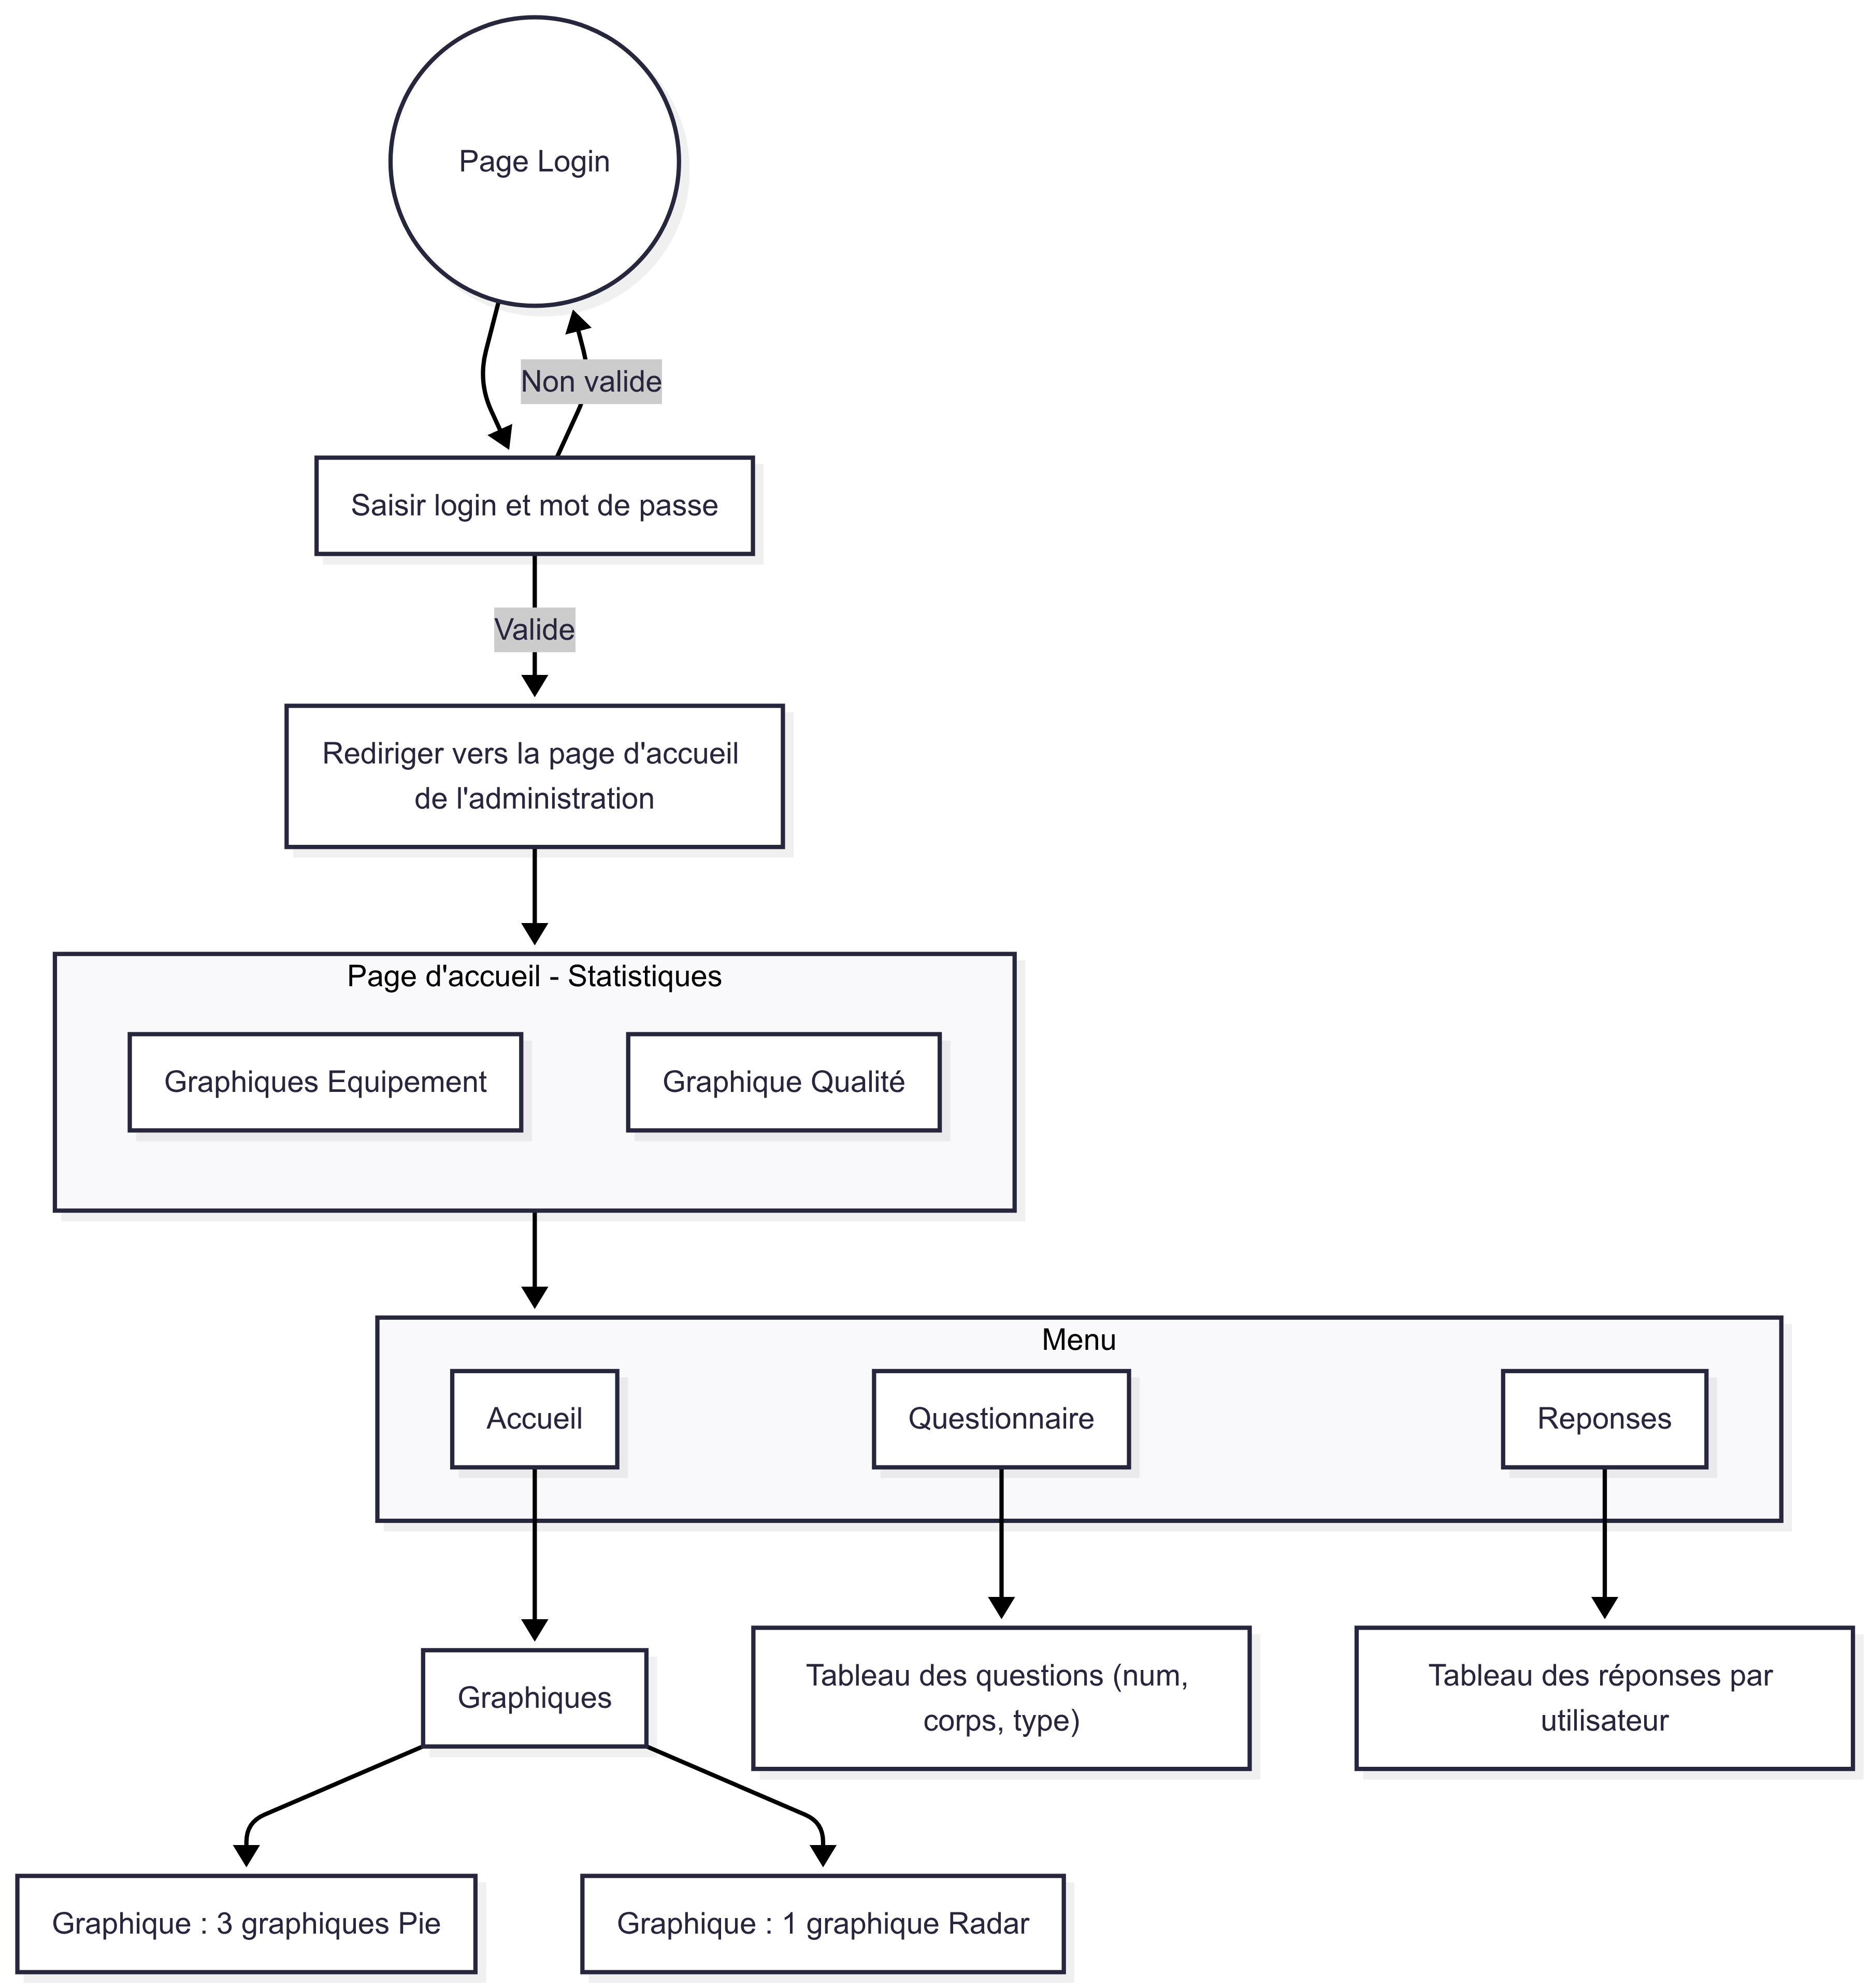 Page Login
Non valide
Saisir login et mot de passe
Valide
Rediriger vers la page d'accueil
de l'administration
Page d'accueil - Statistiques
Graphiques Equipement
Graphique Qualité
Menu
Accueil
Questionnaire
Reponses
Graphiques
Tableau des questions (num,
corps, type)
Tableau des réponses par
utilisateur
Graphique : 3 graphiques Pie
Graphique : 1 graphique Radar